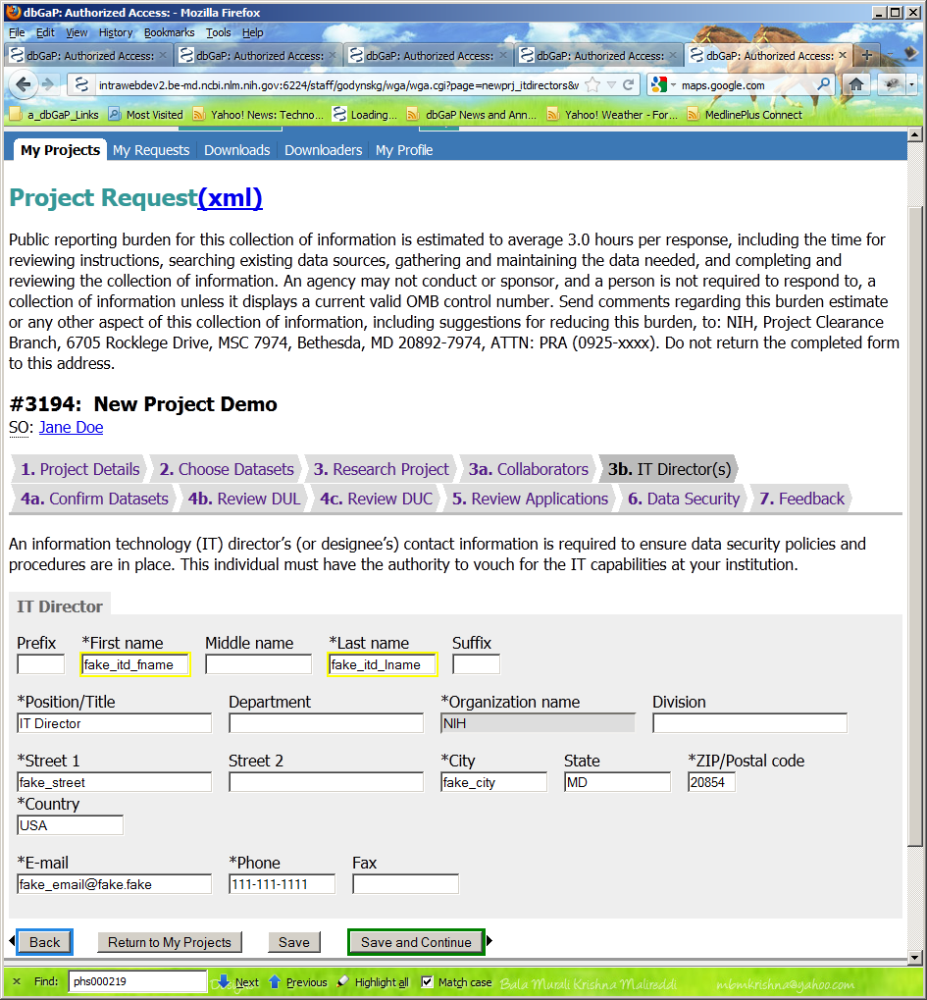 dbGaP: Authorized Access: - Mozilla Firefox
File Edit View History Bookmarks Tools Help
dbGaP: Authorized Access: × dbGaP: Authorized Access: × dbGaP: Authorized Access: × dbGaP: Authorized Access: × dbGaP: Authorized Access: ×
intrawebdev2.be-md.ncbi.nlm.nih.gov:6224/staff/godynskg/wga/wga.cgi?page=newprj_itdirectors&w maps.google.com
a_dbGaP_Links Most Visited Yahoo! News: Techno... Loading... dbGaP News and Ann... Yahoo! Weather - For... MedlinePlus Connect
My Projects My Requests Downloads Downloaders My Profile
Project Request(xml)
Public reporting burden for this collection of information is estimated to average 3.0 hours per response, including the time for
reviewing instructions, searching existing data sources, gathering and maintaining the data needed, and completing and
reviewing the collection of information. An agency may not conduct or sponsor, and a person is not required to respond to, a
collection of information unless it displays a current valid OMB control number. Send comments regarding this burden estimate
or any other aspect of this collection of information, including suggestions for reducing this burden, to: NIH, Project Clearance
Branch, 6705 Rocklege Drive, MSC 7974, Bethesda, MD 20892-7974, ATTN: PRA (0925-xxxx). Do not return the completed form
to this address.
#3194: New Project Demo
SO: Jane Doe
1. Project Details 2. Choose Datasets 3. Research Project 3a. Collaborators 3b. IT Director(s)
4a. Confirm Datasets 4b. Review DUL 4c. Review DUC 5. Review Applications 6. Data Security 7. Feedback
An information technology (IT) director’s (or designee’s) contact information is required to ensure data security policies and
procedures are in place. This individual must have the authority to vouch for the IT capabilities at your institution.
IT Director
Prefix *First name Middle name *Last name Suffix
fake_itd_fname fake_itd_lname
*Position/Title Department *Organization name Division
IT Director NIH
*Street 1 Street 2 *City State *ZIP/Postal code
fake_street fake_city MD 20854
*Country
USA
*E-mail *Phone Fax
fake_email@fake.fake 111-111-1111
Back Return to My Projects Save Save and Continue
× Find: phs000219 Next Previous Highlight all Match case Bala Murali Krishna Malireddi mbmkrishna@yahoo.com